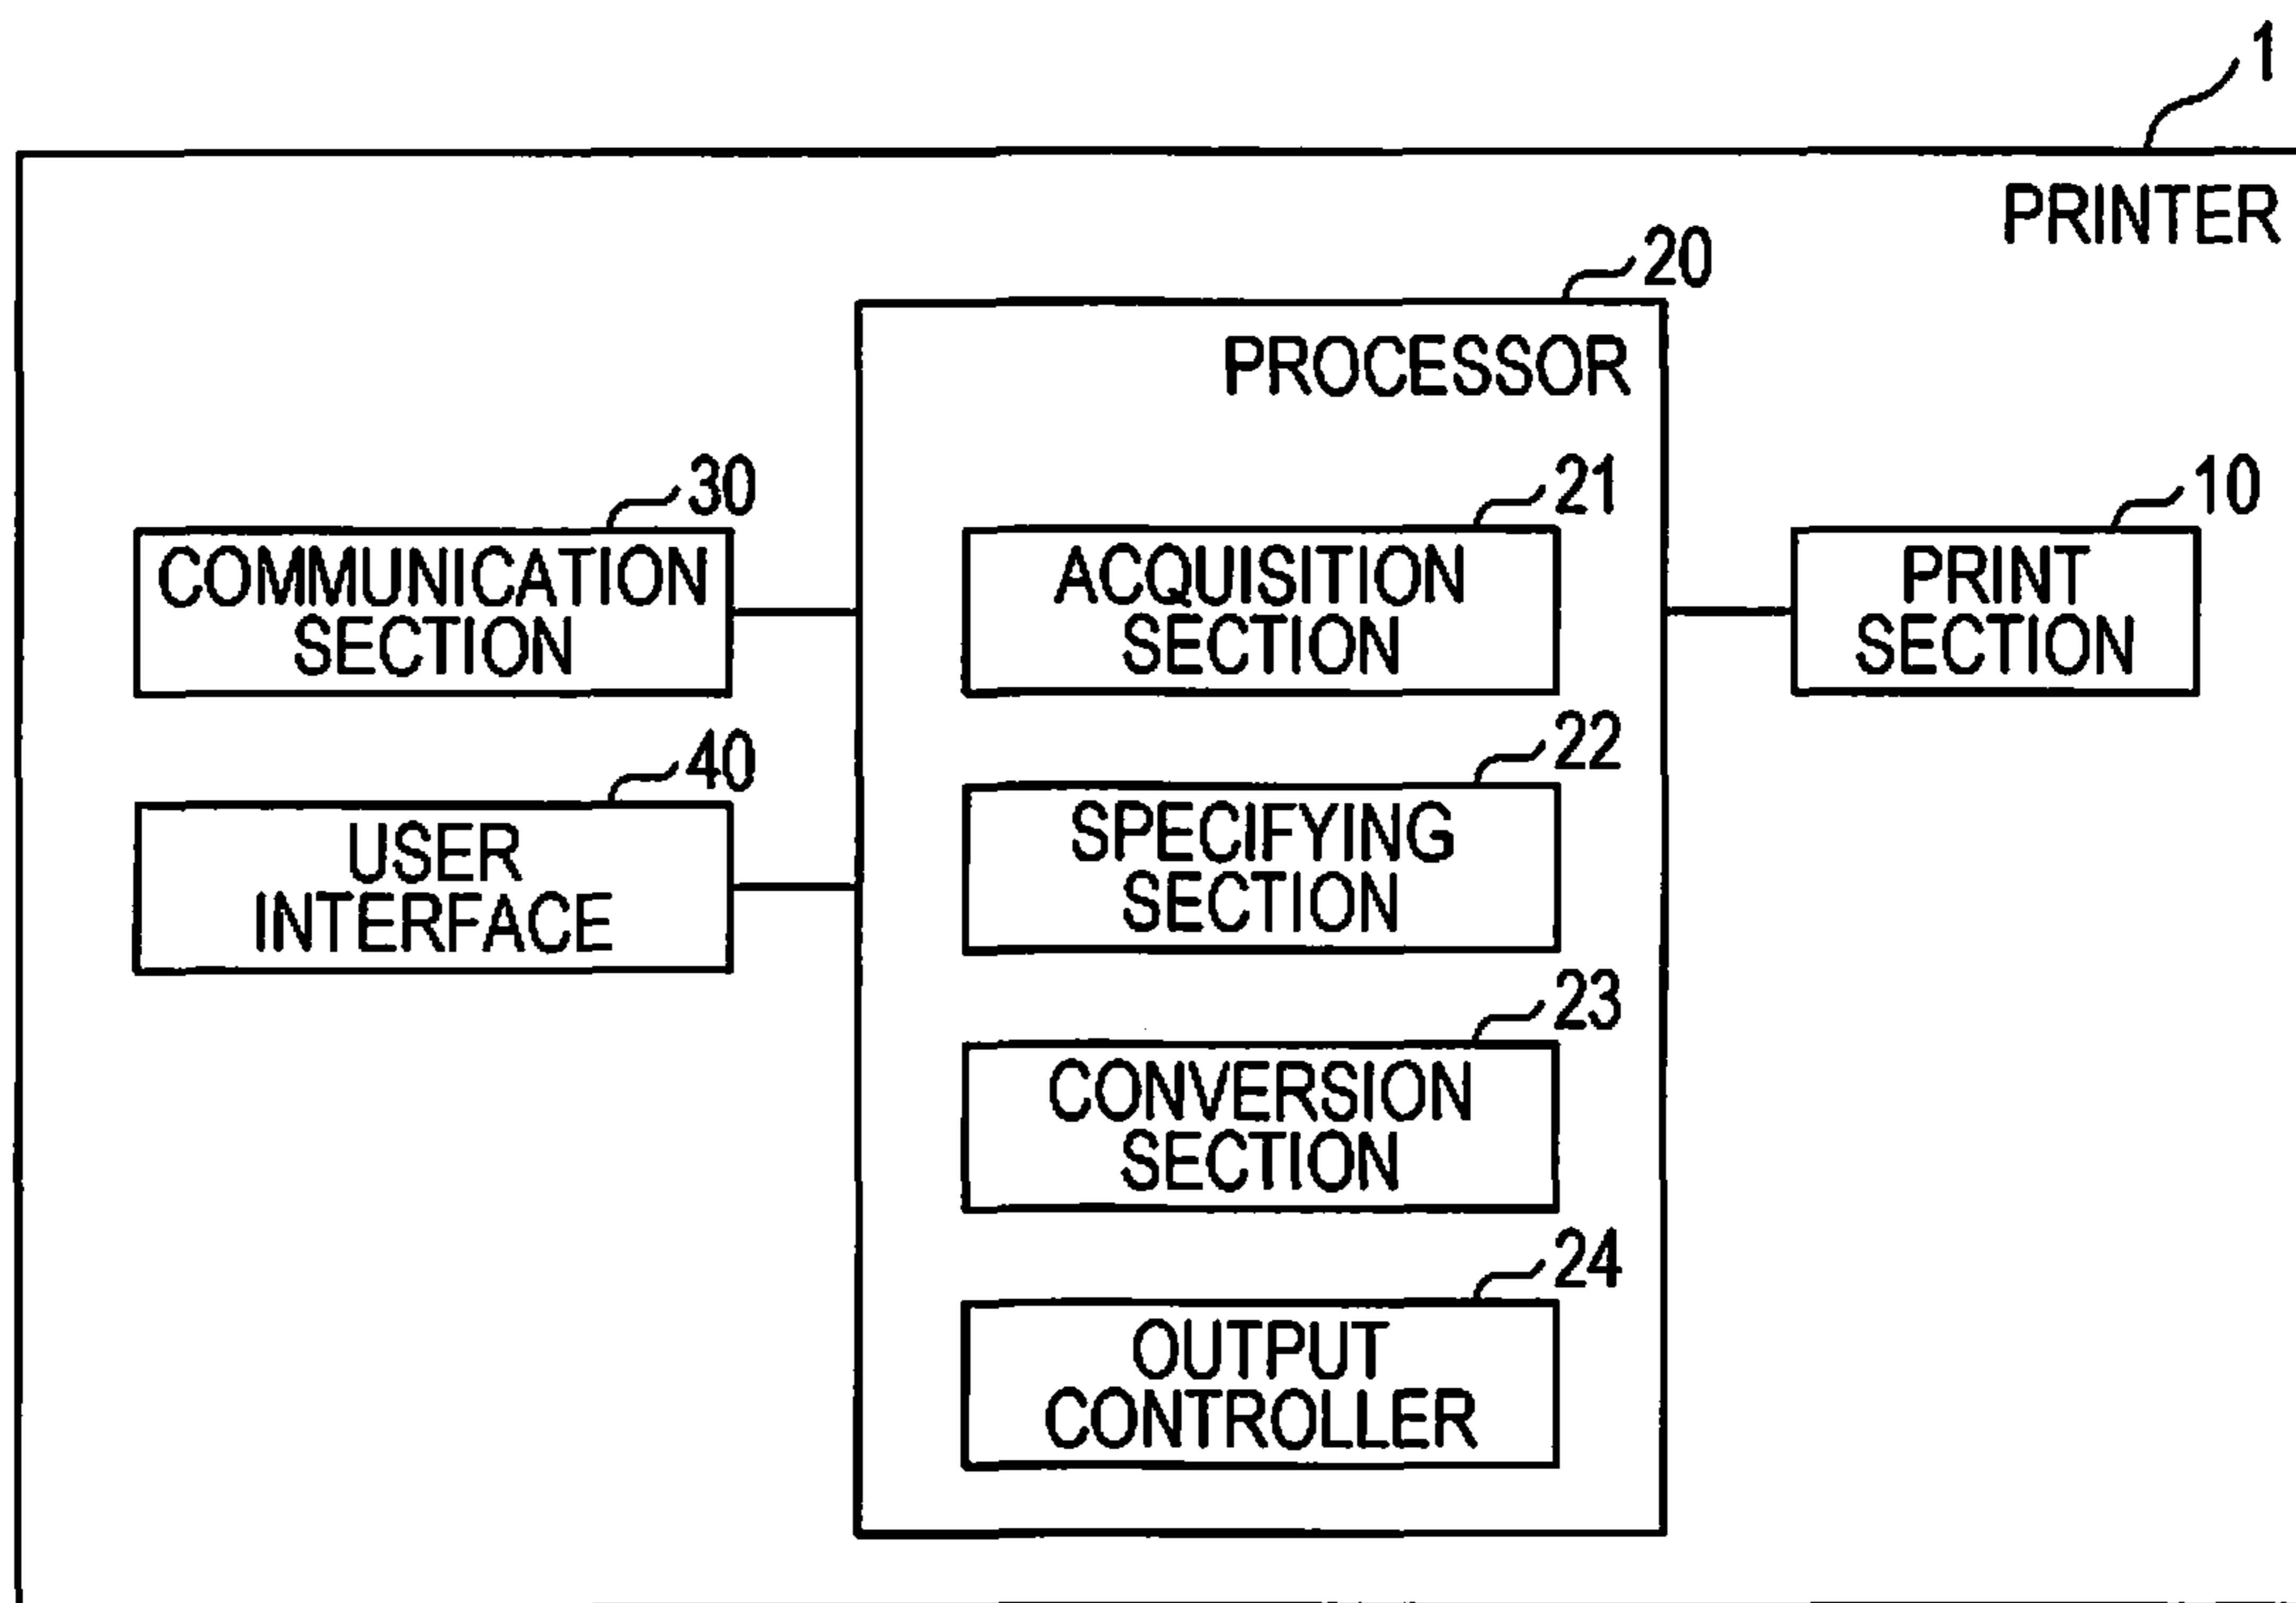 1
PRINTER
20
PROCESSOR
30
COMMUNICATION
SECTION
40
USER
INTERFACE
21
ACQUISITION
SECTION
22
SPECIFYING
SECTION
23
CONVERSION
SECTION
24
OUTPUT
CONTROLLER
10
PRINT
SECTION